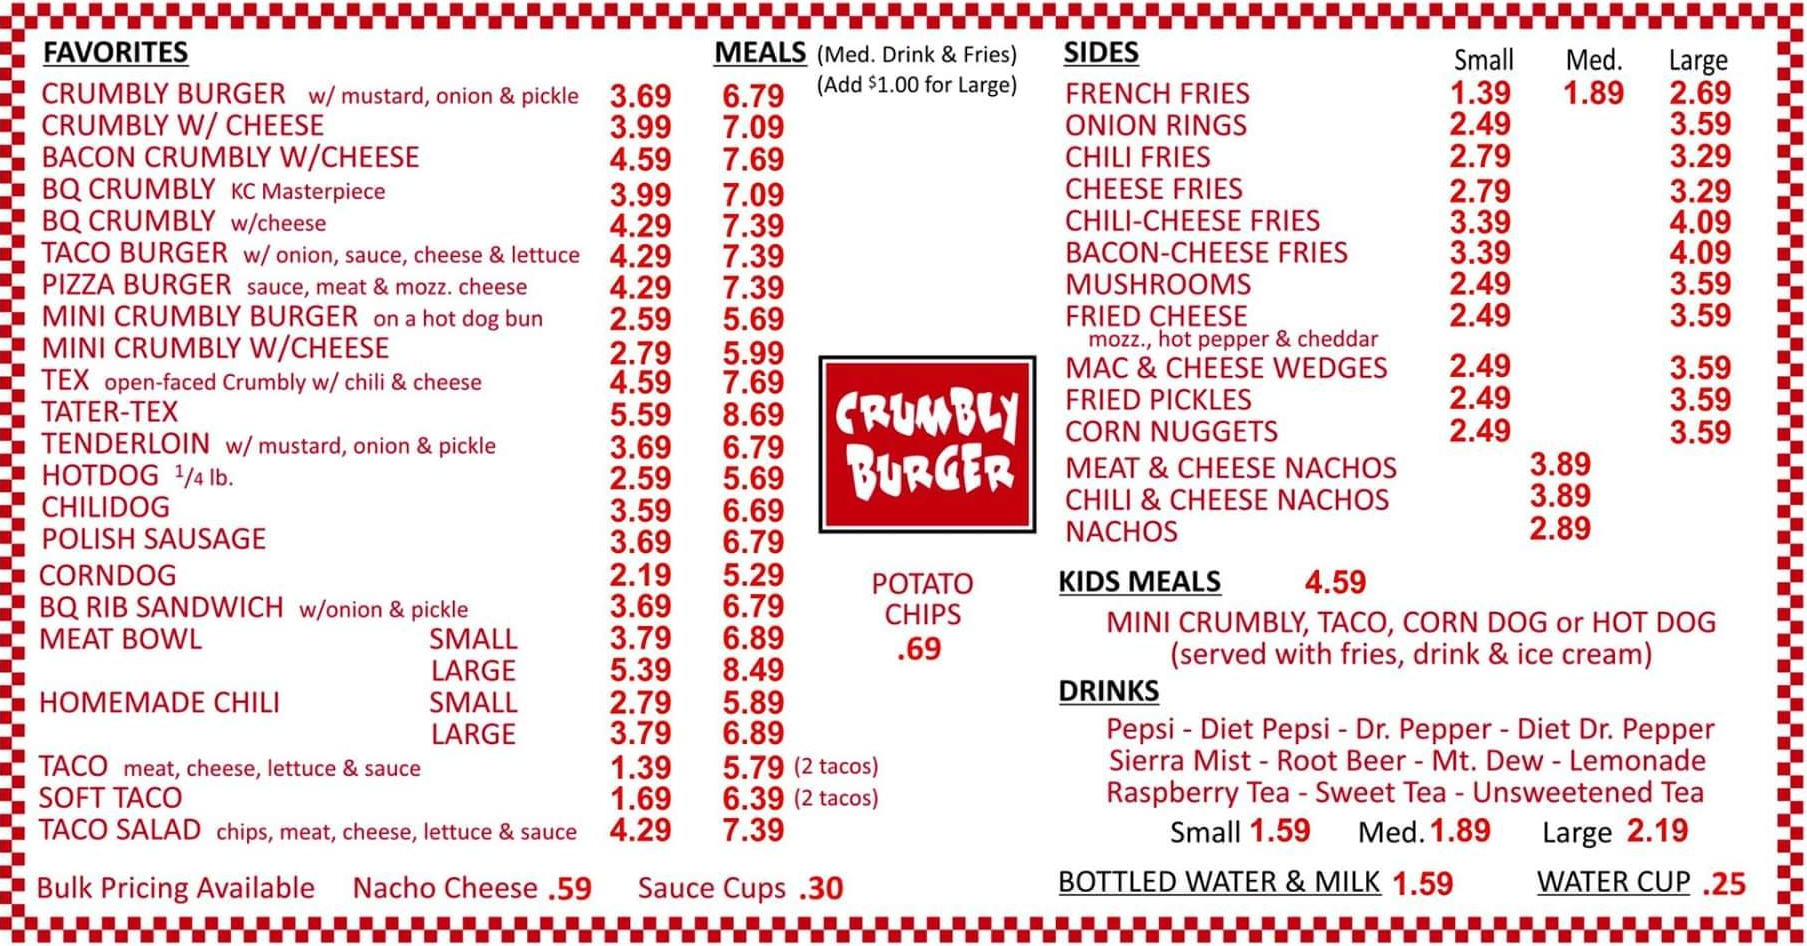 FAVORITES MEALS (Med. Drink & Fries)
(Add $1.00 for Large)
CRUMBLY BURGER w/ mustard, onion & pickle 3.69 6.79
CRUMBLY W/ CHEESE 3.99 7.09
BACON CRUMBLY W/CHEESE 4.59 7.69
BQ CRUMBLY KC Masterpiece 3.99 7.09
BQ CRUMBLY w/cheese 4.29 7.39
TACO BURGER w/ onion, sauce, cheese & lettuce 4.29 7.39
PIZZA BURGER sauce, meat & mozz. cheese 4.29 7.39
MINI CRUMBLY BURGER on a hot dog bun 2.59 5.69
MINI CRUMBLY W/CHEESE 2.79 5.99
TEX open-faced Crumbly w/ chili & cheese 4.59 7.69
TATER-TEX 5.59 8.69
TENDERLOIN w/ mustard, onion & pickle 3.69 6.79
HOTDOG 1/4 lb. 2.59 5.69
CHILIDOG 3.59 6.69
POLISH SAUSAGE 3.69 6.79
CORNDOG 2.19 5.29
BQ RIB SANDWICH w/onion & pickle 3.69 6.79
MEAT BOWL SMALL 3.79 6.89
LARGE 5.39 8.49
HOMEMADE CHILI SMALL 2.79 5.89
LARGE 3.79 6.89
TACO meat, cheese, lettuce & sauce 1.39 5.79 (2 tacos)
SOFT TACO 1.69 6.39 (2 tacos)
TACO SALAD chips, meat, cheese, lettuce & sauce 4.29 7.39
Bulk Pricing Available Nacho Cheese .59 Sauce Cups .30
CRUMBLY
BURGER
POTATO
CHIPS
.69
SIDES Small Med. Large
FRENCH FRIES 1.39 1.89 2.69
ONION RINGS 2.49 3.59
CHILI FRIES 2.79 3.29
CHEESE FRIES 2.79 3.29
CHILI-CHEESE FRIES 3.39 4.09
BACON-CHEESE FRIES 3.39 4.09
MUSHROOMS 2.49 3.59
FRIED CHEESE 2.49 3.59
mozz., hot pepper & cheddar
MAC & CHEESE WEDGES 2.49 3.59
FRIED PICKLES 2.49 3.59
CORN NUGGETS 2.49 3.59
MEAT & CHEESE NACHOS 3.89
CHILI & CHEESE NACHOS 3.89
NACHOS 2.89
KIDS MEALS 4.59
MINI CRUMBLY, TACO, CORN DOG or HOT DOG
(served with fries, drink & ice cream)
DRINKS
Pepsi - Diet Pepsi - Dr. Pepper - Diet Dr. Pepper
Sierra Mist - Root Beer - Mt. Dew - Lemonade
Raspberry Tea - Sweet Tea - Unsweetened Tea
Small 1.59 Med. 1.89 Large 2.19
BOTTLED WATER & MILK 1.59 WATER CUP .25